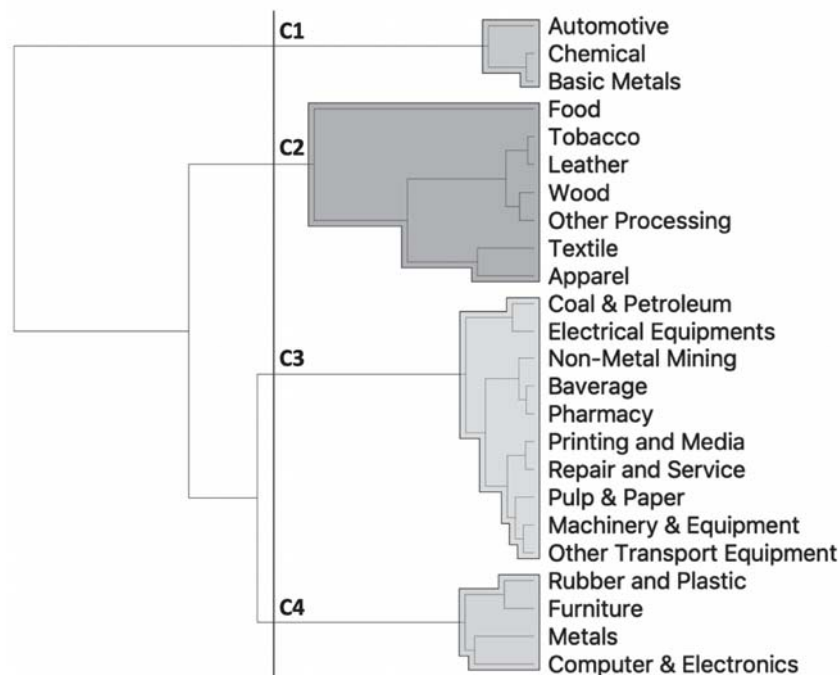 C1
Automotive
Chemical
Basic Metals
Food
Tobacco
C2
Leather
Wood
Other Processing
Textile
Apparel
Coal & Petroleum
Electrical Equipments
C3
Non-Metal Mining
Baverage
Pharmacy
Printing and Media
Repair and Service
Pulp & Paper
Machinery & Equipment
Other Transport Equipment
Rubber and Plastic
C4
Furniture
Metals
Computer & Electronics